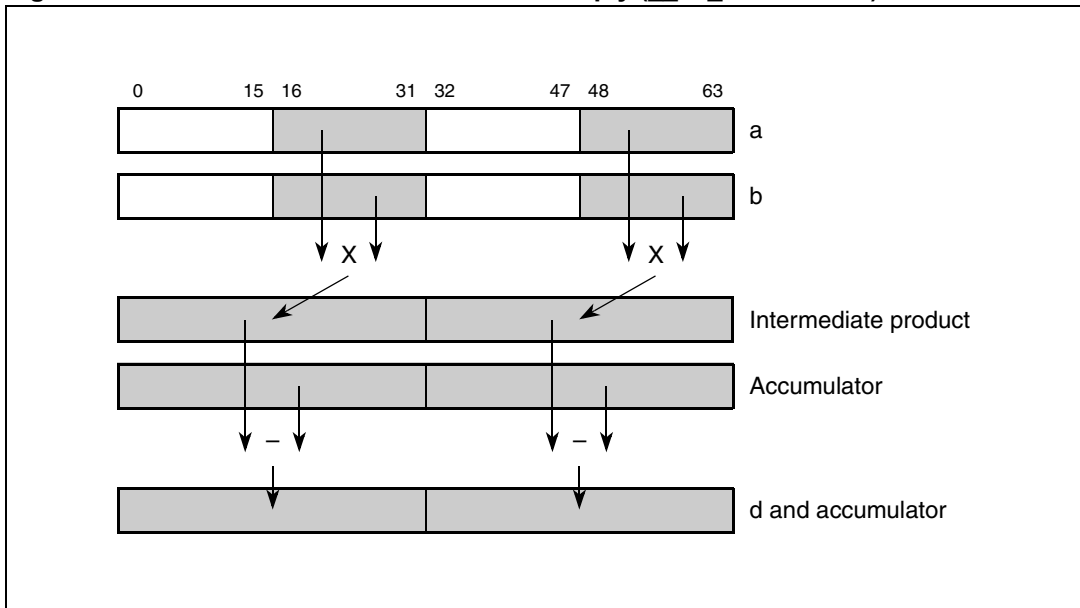 0 15 16 31 32 47 48 63
a
b
X X
Intermediate product
Accumulator
– –
d and accumulator